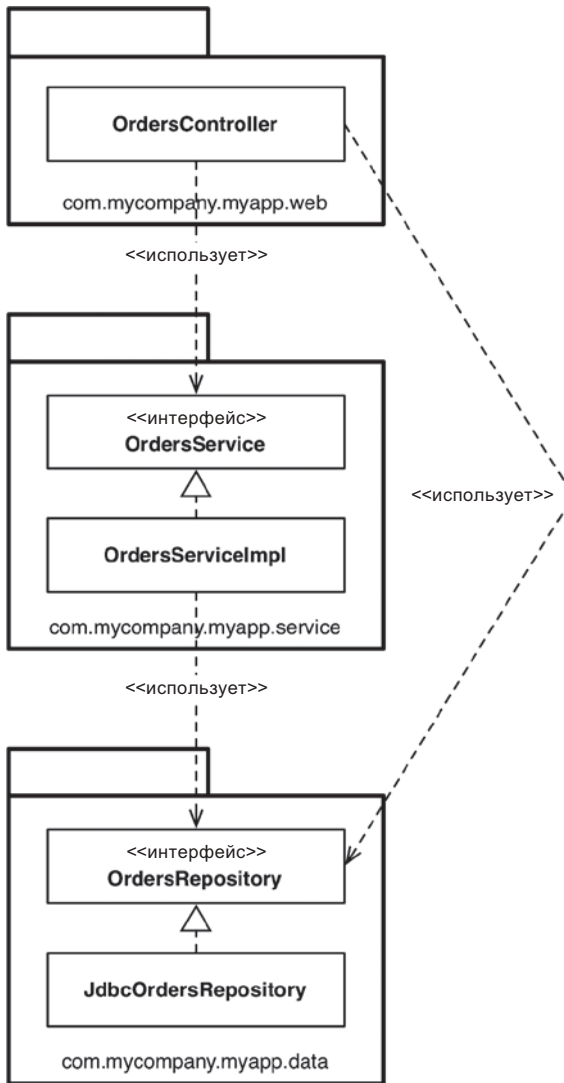 OrdersController
com.mycompany.myapp.web
<<использует>>
<<интерфейс>>
OrdersService
<<использует>>
OrdersServiceImpl
com.mycompany.myapp.service
<<использует>>
<<интерфейс>>
OrdersRepository
JdbcOrdersRepository
com.mycompany.myapp.data